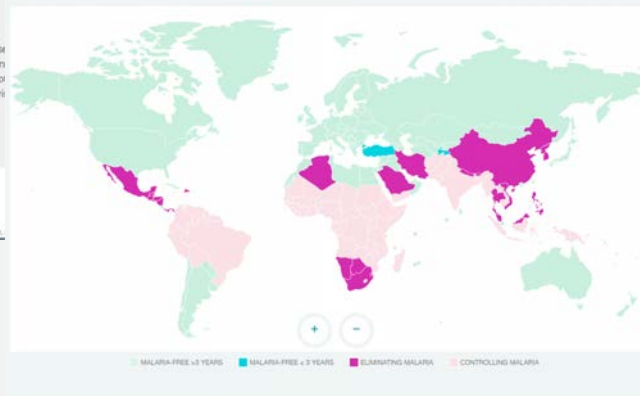 + −
MALARIA-FREE >3 YEARS MALARIA-FREE < 3 YEARS ELIMINATING MALARIA CONTROLLING MALARIA